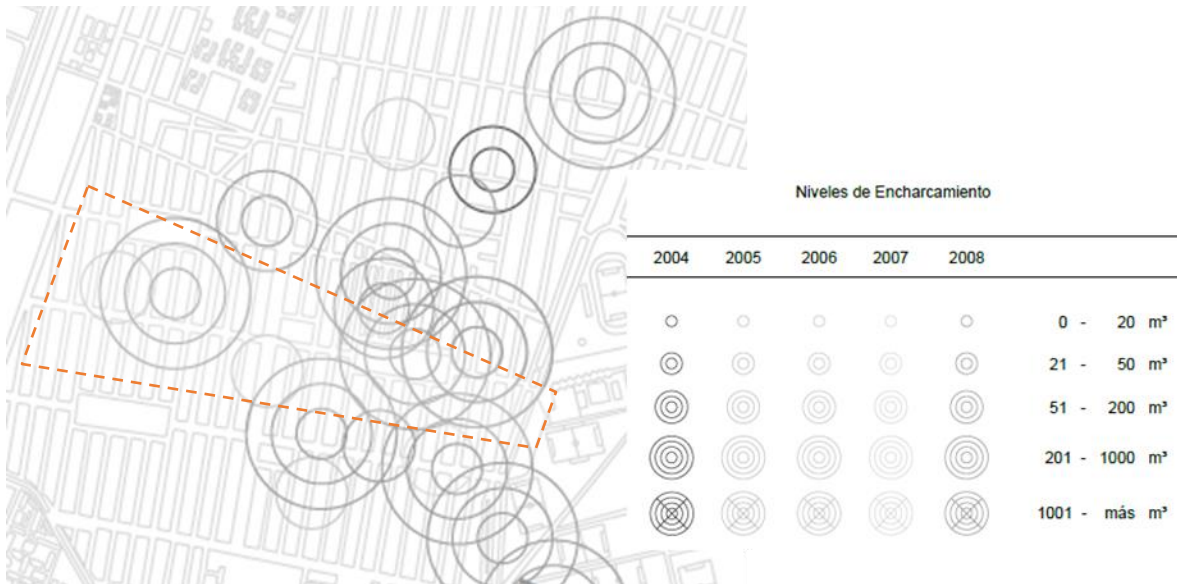 Niveles de Encharcamiento
2004 2005 2006 2007 2008
0 - 20 m³
21 - 50 m³
51 - 200 m³
201 - 1000 m³
1001 - más m³